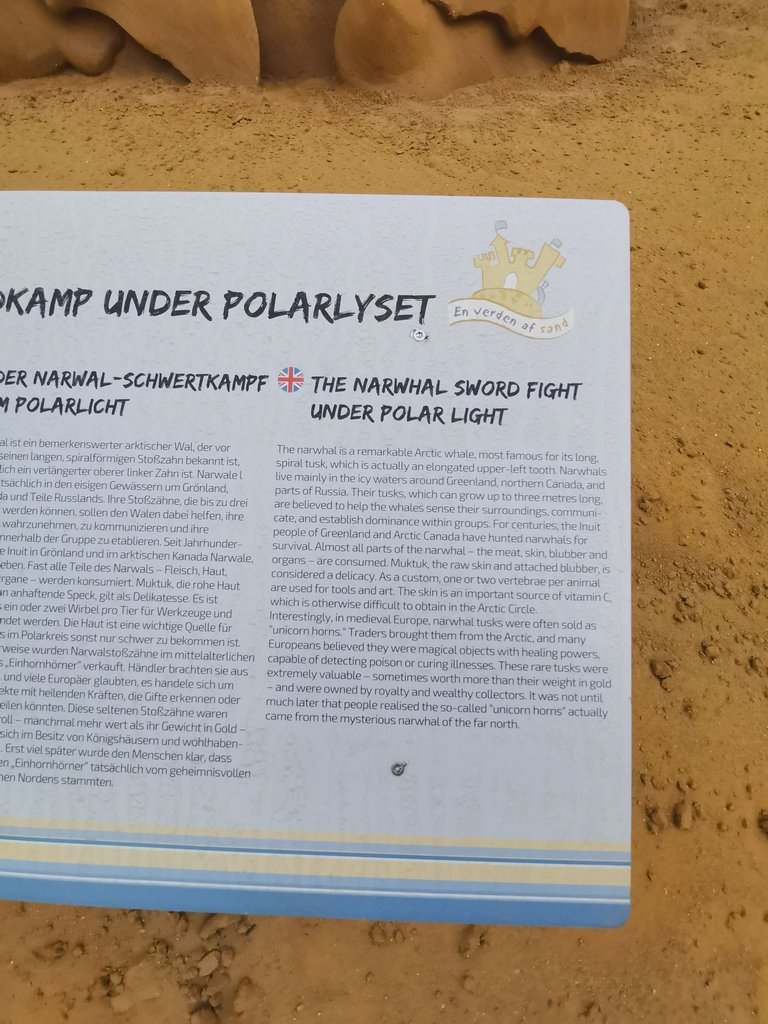 KAMP UNDER POLARLYSET
En verden af sand
DER NARWAL-SCHWERTKAMPF
M POLARLICHT
al ist ein bemerkenswerter arktischer Wal, der vor
seinen langen, spiralförmigen Stoßzahn bekannt ist,
lich ein verlängerter oberer linker Zahn ist. Narwale l
tsächlich in den eisigen Gewässern um Grönland,
da und Teile Russlands. Ihre Stoßzähne, die bis zu drei
werden können, sollen den Walen dabei helfen, ihre
wahrzunehmen, zu kommunizieren und ihre
nnerhalb der Gruppe zu etablieren. Seit Jahrhunder-
e Inuit in Grönland und im arktischen Kanada Narwale,
eben. Fast alle Teile des Narwals – Fleisch, Haut,
rgane – werden konsumiert. Muktuk, die rohe Haut
an anhaftende Speck, gilt als Delikatesse. Es ist
s ein oder zwei Wirbel pro Tier für Werkzeuge und
ndet werden. Die Haut ist eine wichtige Quelle für
s im Polarkreis sonst nur schwer zu bekommen ist.
rweise wurden Narwalstoßzähne im mittelalterlichen
s „Einhornhörner" verkauft. Händler brachten sie aus
, und viele Europäer glaubten, es handele sich um
ekte mit heilenden Kräften, die Gifte erkennen oder
eilen könnten. Diese seltenen Stoßzähne waren
voll – manchmal mehr wert als ihr Gewicht in Gold –
sich im Besitz von Königshäusern und wohlhaben-
. Erst viel später wurde den Menschen klar, dass
en „Einhornhörner" tatsächlich vom geheimnisvollen
hen Nordens stammten.
THE NARWHAL SWORD FIGHT
UNDER POLAR LIGHT
The narwhal is a remarkable Arctic whale, most famous for its long,
spiral tusk, which is actually an elongated upper-left tooth. Narwhals
live mainly in the icy waters around Greenland, northern Canada, and
parts of Russia. Their tusks, which can grow up to three metres long,
are believed to help the whales sense their surroundings, communi-
cate, and establish dominance within groups. For centuries, the Inuit
people of Greenland and Arctic Canada have hunted narwhals for
survival. Almost all parts of the narwhal – the meat, skin, blubber and
organs – are consumed. Muktuk, the raw skin and attached blubber, is
considered a delicacy. As a custom, one or two vertebrae per animal
are used for tools and art. The skin is an important source of vitamin C,
which is otherwise difficult to obtain in the Arctic Circle.
Interestingly, in medieval Europe, narwhal tusks were often sold as
"unicorn horns." Traders brought them from the Arctic, and many
Europeans believed they were magical objects with healing powers,
capable of detecting poison or curing illnesses. These rare tusks were
extremely valuable – sometimes worth more than their weight in gold
– and were owned by royalty and wealthy collectors. It was not until
much later that people realised the so-called "unicorn horns" actually
came from the mysterious narwhal of the far north.